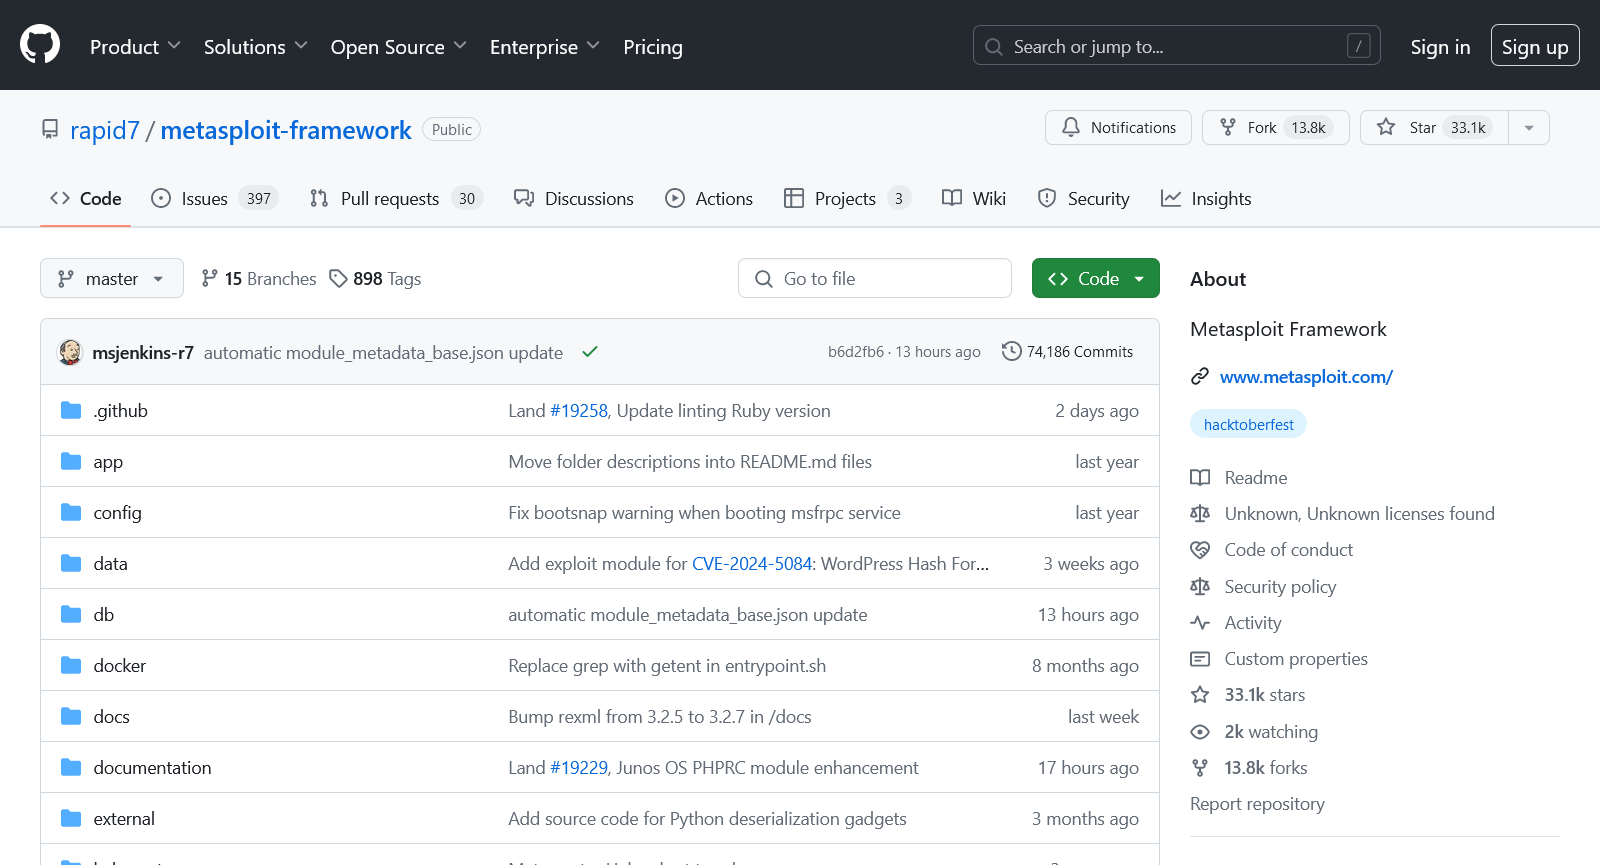 Product Solutions Open Source Enterprise Pricing Search or jump to... / Sign in Sign up
rapid7 / metasploit-framework Public Notifications Fork 13.8k Star 33.1k
Code Issues 397 Pull requests 30 Discussions Actions Projects 3 Wiki Security Insights
master 15 Branches 898 Tags Go to file Code
msjenkins-r7 automatic module_metadata_base.json update b6d2fb6 · 13 hours ago 74,186 Commits
.github Land #19258, Update linting Ruby version 2 days ago
app Move folder descriptions into README.md files last year
config Fix bootsnap warning when booting msfrpc service last year
data Add exploit module for CVE-2024-5084: WordPress Hash For... 3 weeks ago
db automatic module_metadata_base.json update 13 hours ago
docker Replace grep with getent in entrypoint.sh 8 months ago
docs Bump rexml from 3.2.5 to 3.2.7 in /docs last week
documentation Land #19229, Junos OS PHPRC module enhancement 17 hours ago
external Add source code for Python deserialization gadgets 3 months ago
About
Metasploit Framework
www.metasploit.com/
hacktoberfest
Readme
Unknown, Unknown licenses found
Code of conduct
Security policy
Activity
Custom properties
33.1k stars
2k watching
13.8k forks
Report repository